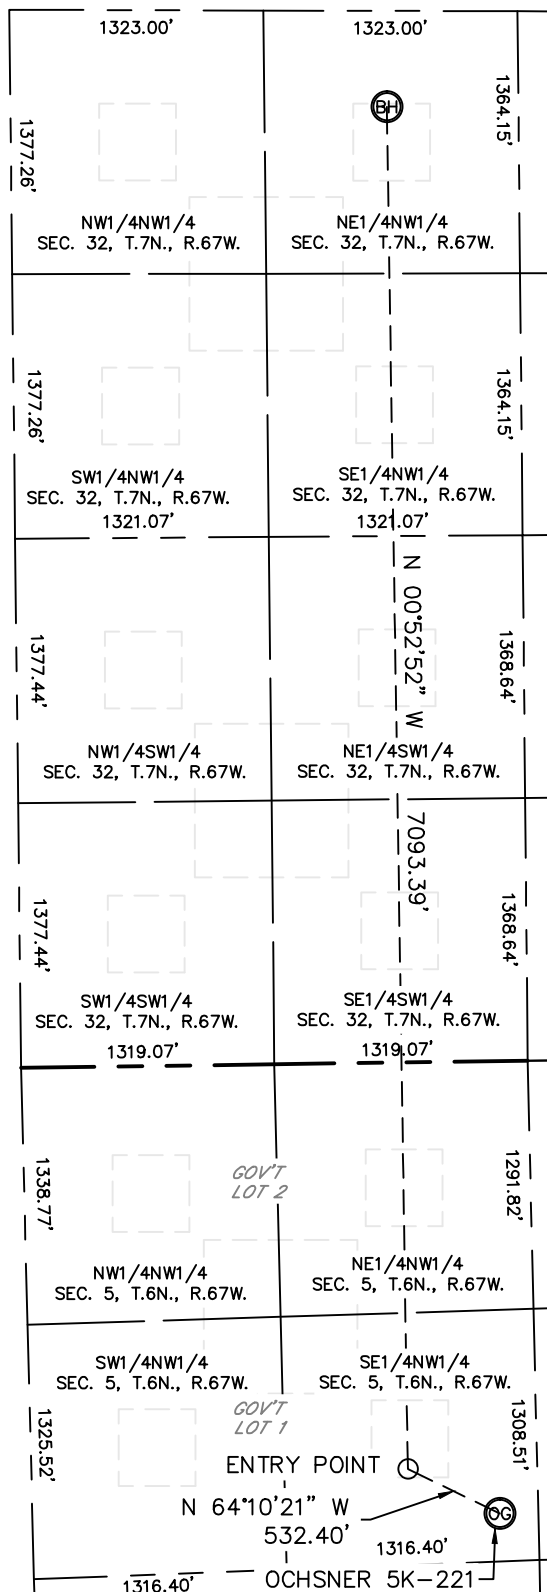 1323.00'
1323.00'
BH
1364.15'
1377.26'
NW1/4NW1/4
SEC. 32, T.7N., R.67W.
NE1/4NW1/4
SEC. 32, T.7N., R.67W.
1377.26'
1364.15'
SW1/4NW1/4
SEC. 32, T.7N., R.67W.
1321.07'
SE1/4NW1/4
SEC. 32, T.7N., R.67W.
1321.07'
N 00°52'52" W
1377.44'
1368.64'
NW1/4SW1/4
SEC. 32, T.7N., R.67W.
NE1/4SW1/4
SEC. 32, T.7N., R.67W.
7093.39'
1377.44'
1368.64'
SW1/4SW1/4
SEC. 32, T.7N., R.67W.
1319.07'
SE1/4SW1/4
SEC. 32, T.7N., R.67W.
1319.07'
1338.77'
GOV'T
LOT 2
1291.82'
NW1/4NW1/4
SEC. 5, T.6N., R.67W.
NE1/4NW1/4
SEC. 5, T.6N., R.67W.
SW1/4NW1/4
SEC. 5, T.6N., R.67W.
SE1/4NW1/4
SEC. 5, T.6N., R.67W.
1325.52'
GOV'T
LOT 1
1308.51'
ENTRY POINT
N 64°10'21" W
532.40'
OG
1316.40'
1316.40'
OCHSNER 5K-221